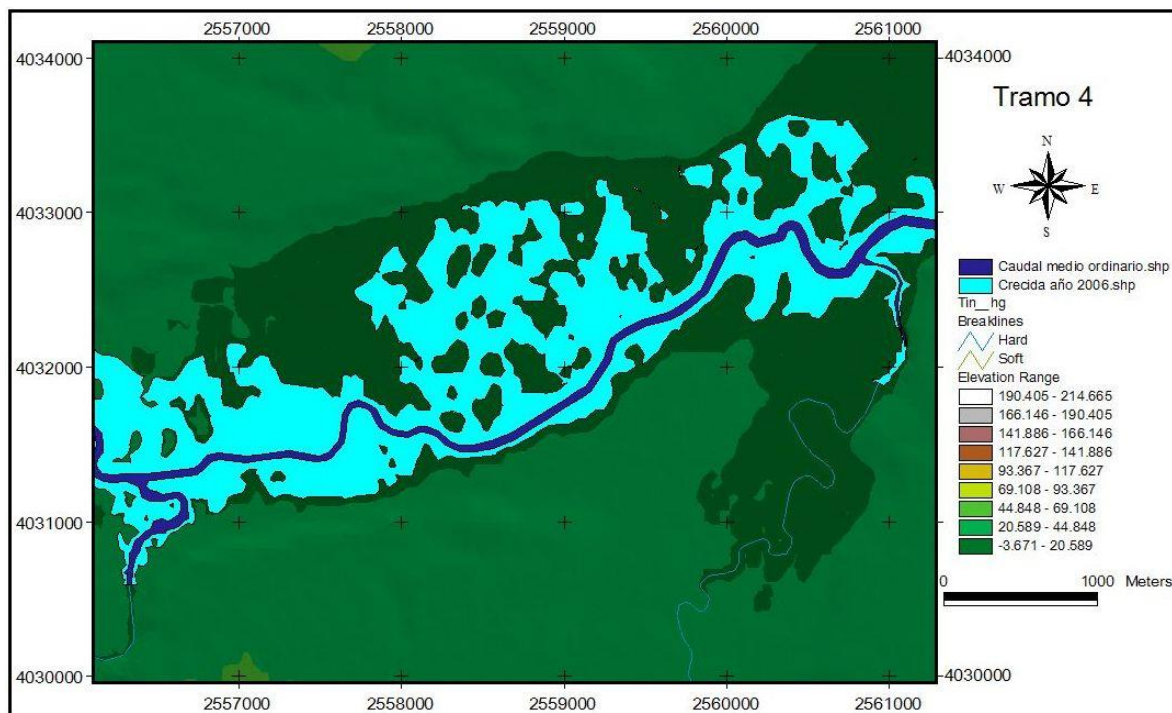 2557000 2558000 2559000 2560000 2561000
4034000 4034000
Tramo 4
N
W E
S
4033000
Caudal medio ordinario.shp
Crecida año 2006.shp
Tin__hg
Breaklines
Hard
Soft
Elevation Range
190.405 - 214.665
166.146 - 190.405
141.886 - 166.146
117.627 - 141.886
93.367 - 117.627
69.108 - 93.367
44.848 - 69.108
20.589 - 44.848
-3.671 - 20.589
4032000
4031000
0 1000 Meters
4030000 4030000
2557000 2558000 2559000 2560000 2561000